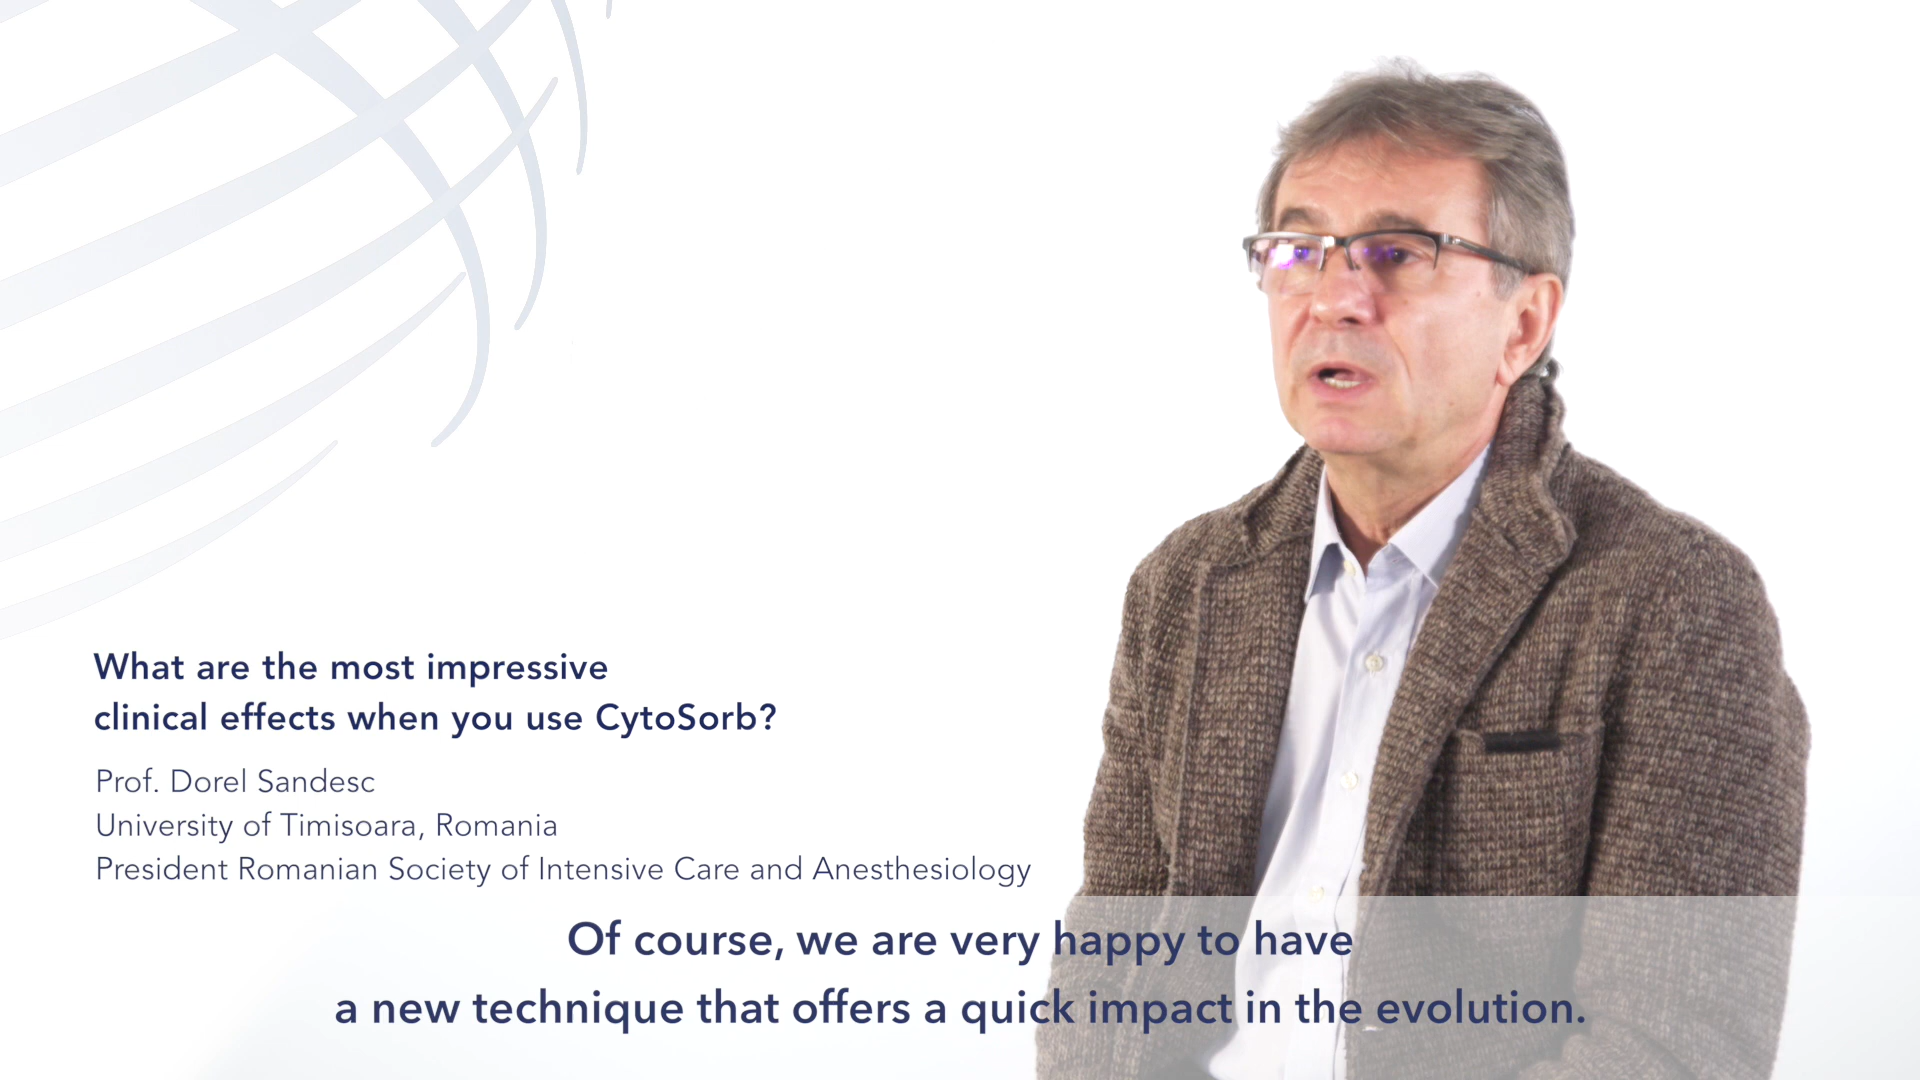 What are the most impressive
clinical effects when you use CytoSorb?
Prof. Dorel Sandesc
University of Timisoara, Romania
President Romanian Society of Intensive Care and Anesthesiology
Of course, we are very happy to have
a new technique that offers a quick impact in the evolution.